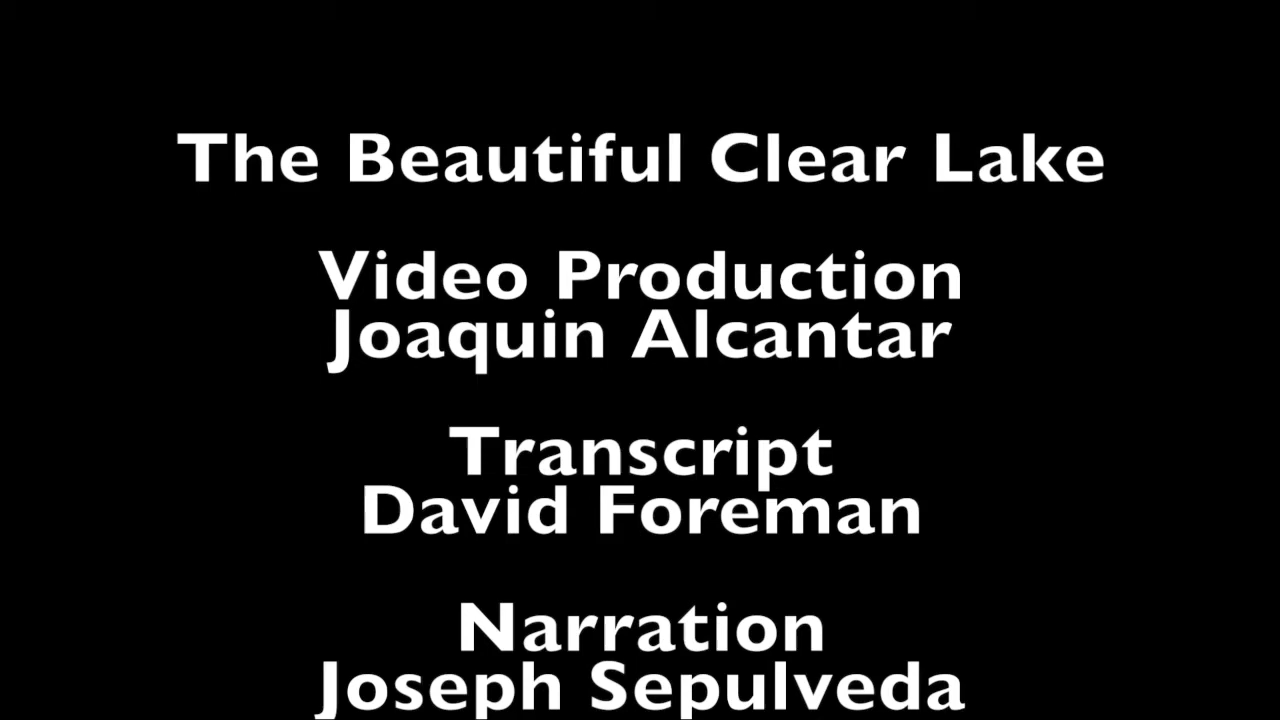 The Beautiful Clear Lake
Video Production
Joaquin Alcantar
Transcript
David Foreman
Narration
Joseph Sepulveda